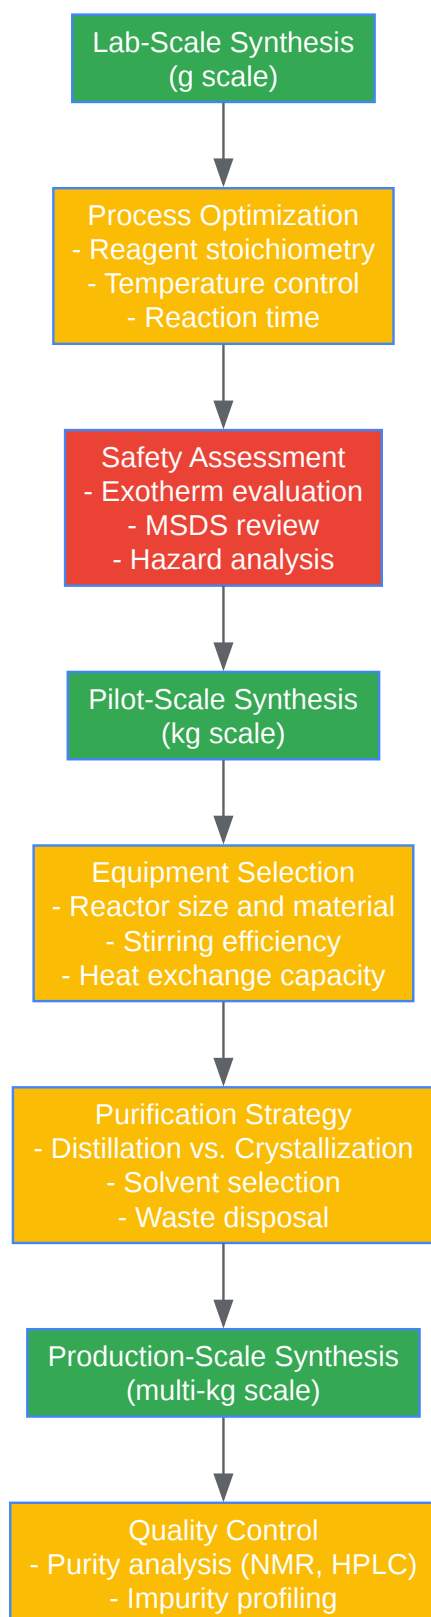 Lab-Scale Synthesis
(g scale)
Process Optimization
- Reagent stoichiometry
- Temperature control
- Reaction time
Safety Assessment
- Exotherm evaluation
- MSDS review
- Hazard analysis
Pilot-Scale Synthesis
(kg scale)
Equipment Selection
- Reactor size and material
- Stirring efficiency
- Heat exchange capacity
Purification Strategy
- Distillation vs. Crystallization
- Solvent selection
- Waste disposal
Production-Scale Synthesis
(multi-kg scale)
Quality Control
- Purity analysis (NMR, HPLC)
- Impurity profiling